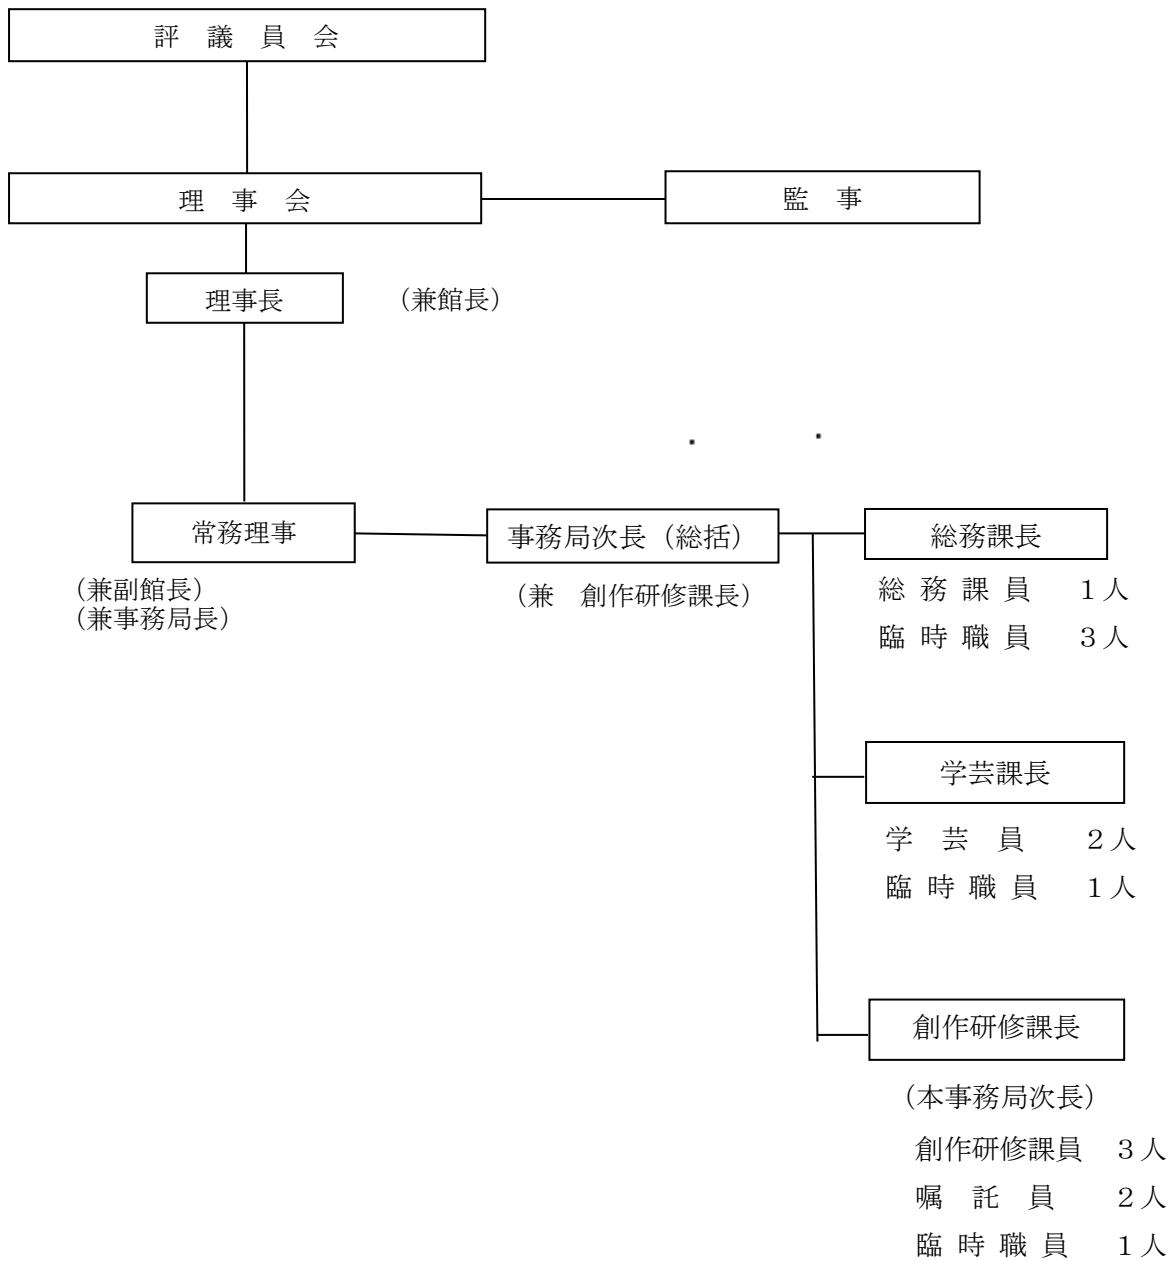 評　議　員　会
理　事　会
監　事
理事長
（兼館長）
常務理事
（兼副館長）
（兼事務局長）
事務局次長（総括）
（兼　創作研修課長）
総務課長
総 務 課 員　１人
臨 時 職 員　３人
学芸課長
学　芸　員　２人
臨 時 職 員　１人
創作研修課長
（本事務局次長）
創作研修課員　３人
嘱　託　員　２人
臨 時 職 員　１人